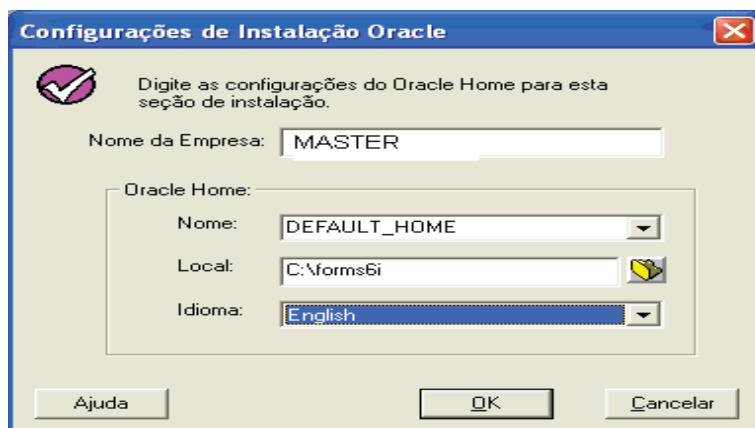 Configurações de Instalação Oracle
Digite as configurações do Oracle Home para esta
seção de instalação.
Nome da Empresa: MASTER
Oracle Home:
Nome: DEFAULT_HOME
Local: C:\forms6i
Idioma: English
Ajuda OK Cancelar